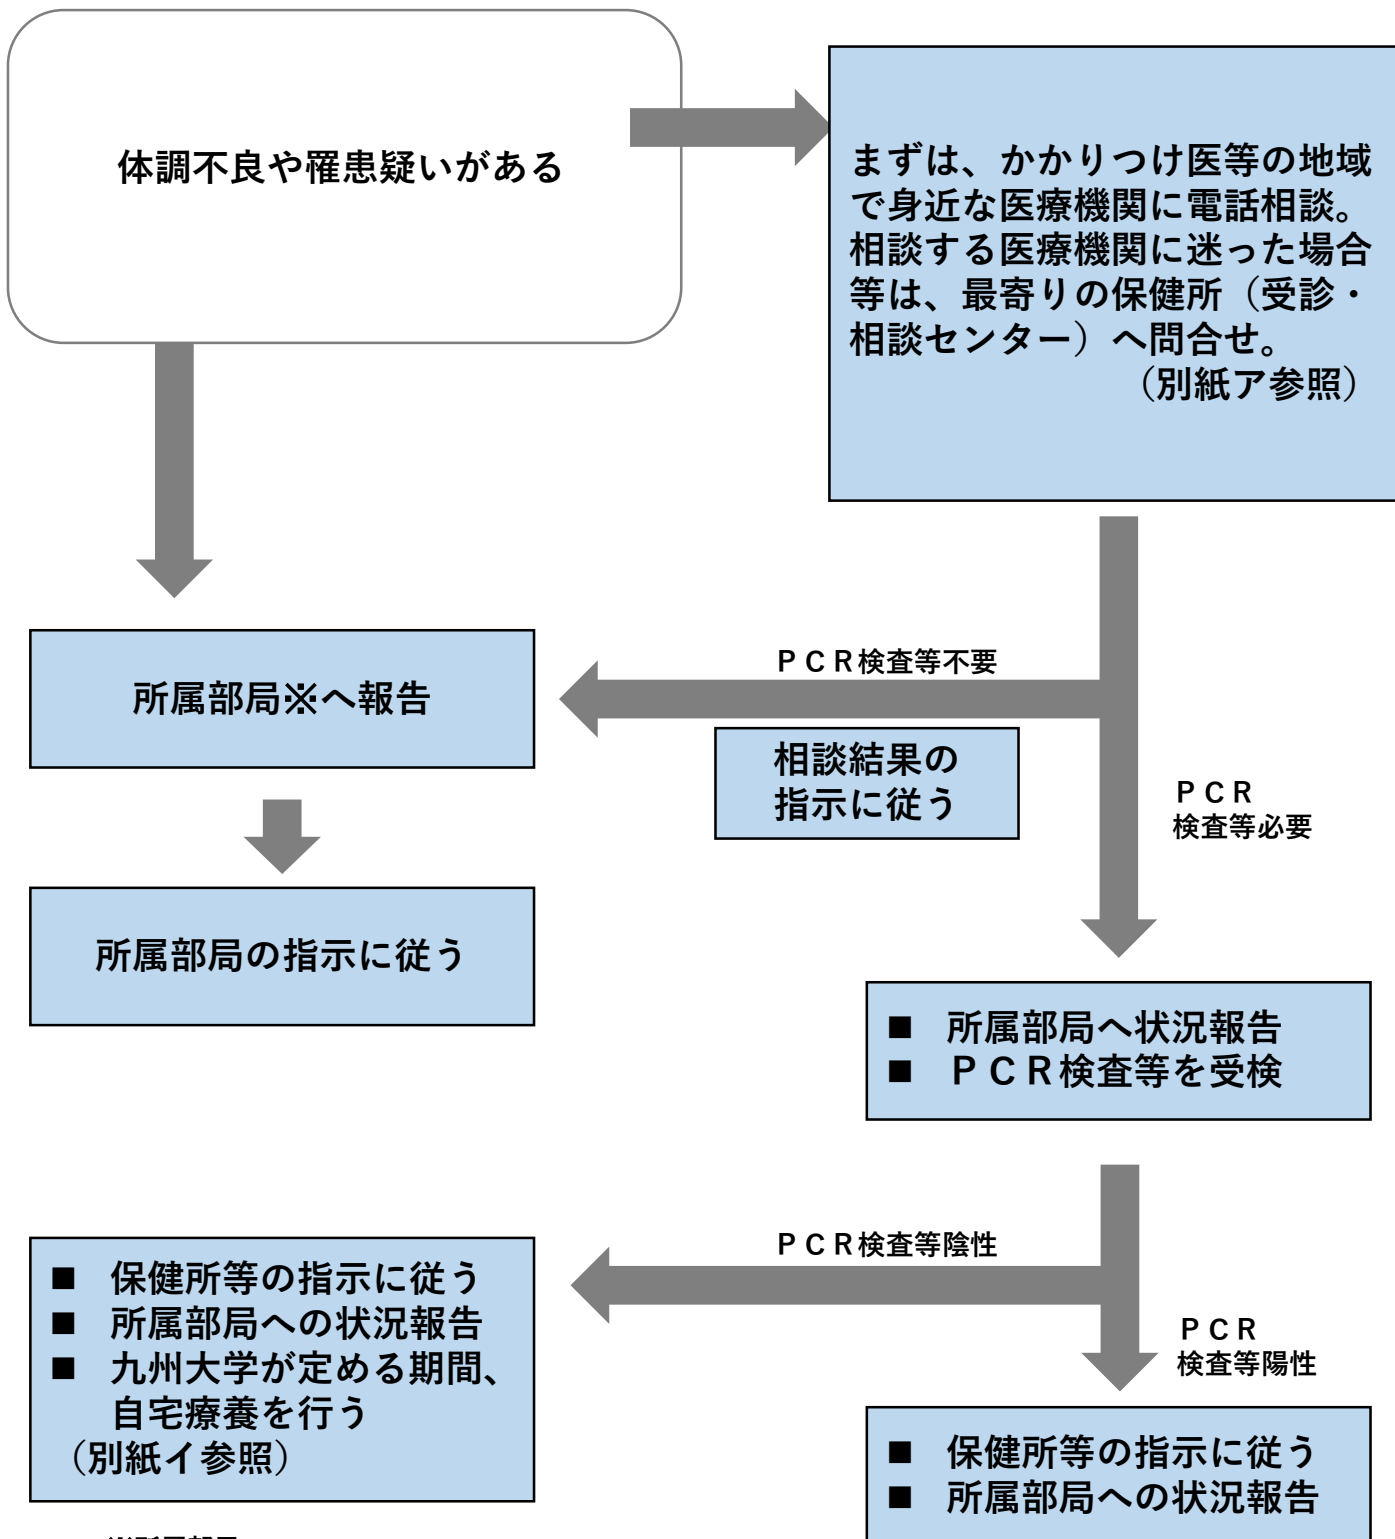 体調不良や罹患疑いがある
まずは、かかりつけ医等の地域
で身近な医療機関に電話相談。
相談する医療機関に迷った場合
等は、最寄りの保健所（受診・
相談センター）へ問合せ。
（別紙ア参照）
所属部局※へ報告
ＰＣＲ検査等不要
相談結果の
指示に従う
ＰＣＲ
検査等必要
所属部局の指示に従う
■ 所属部局へ状況報告
■ ＰＣＲ検査等を受検
ＰＣＲ検査等陰性
■ 保健所等の指示に従う
■ 所属部局への状況報告
■ 九州大学が定める期間、
自宅療養を行う
（別紙イ参照）
ＰＣＲ
検査等陽性
■ 保健所等の指示に従う
■ 所属部局への状況報告